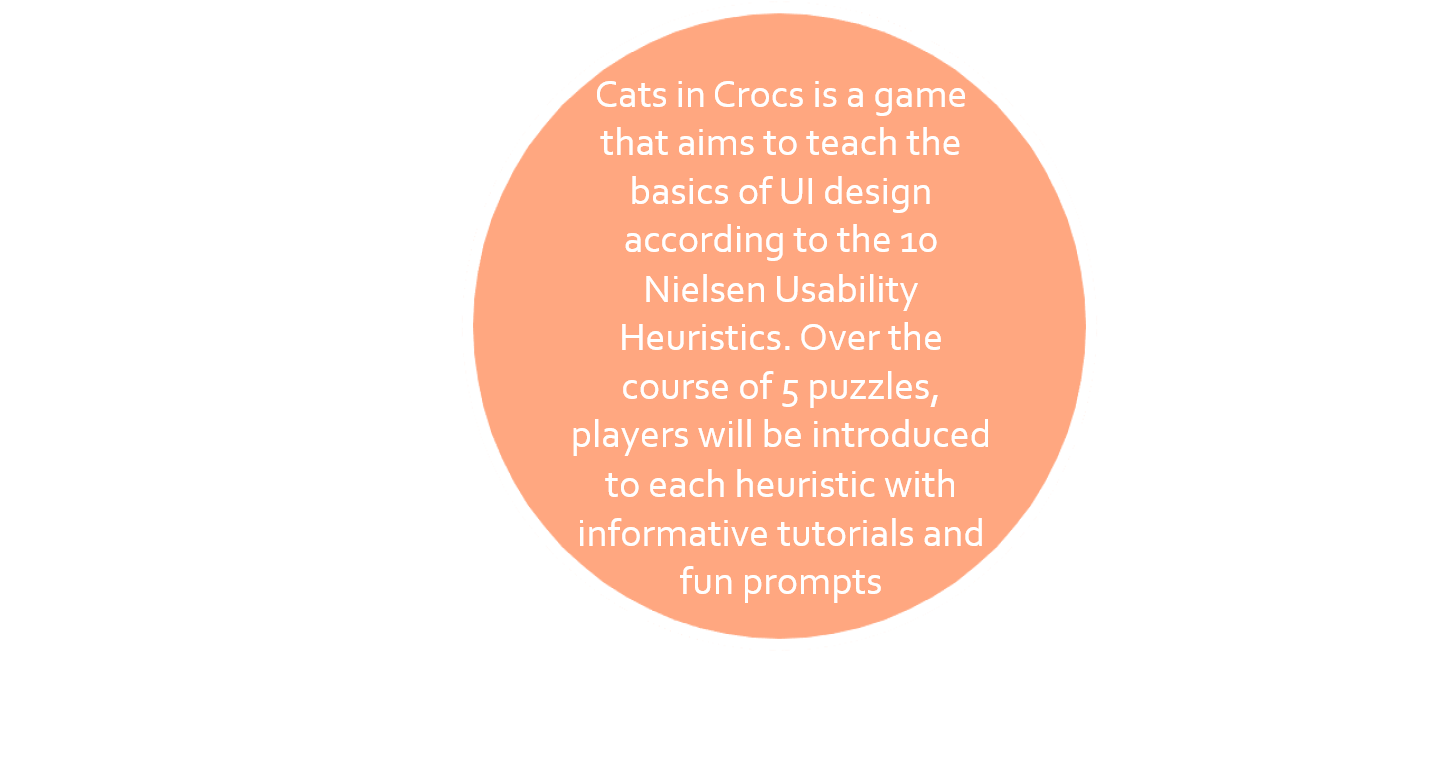 Cats in Crocs is a game
that aims to teach the
basics of UI design
according to the 10
Nielsen Usability
Heuristics. Over the
course of 5 puzzles,
players will be introduced
to each heuristic with
informative tutorials and
fun prompts